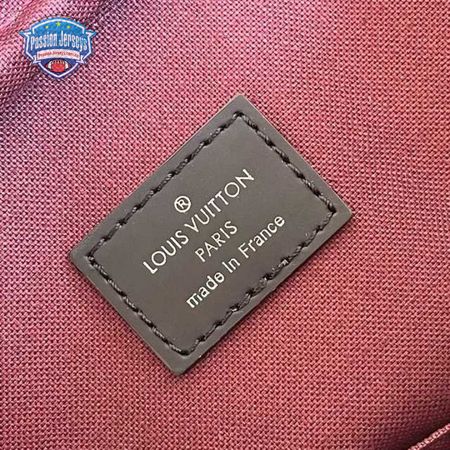 Passion Jerseys
®
LOUIS VUITTON
PARIS
made In France